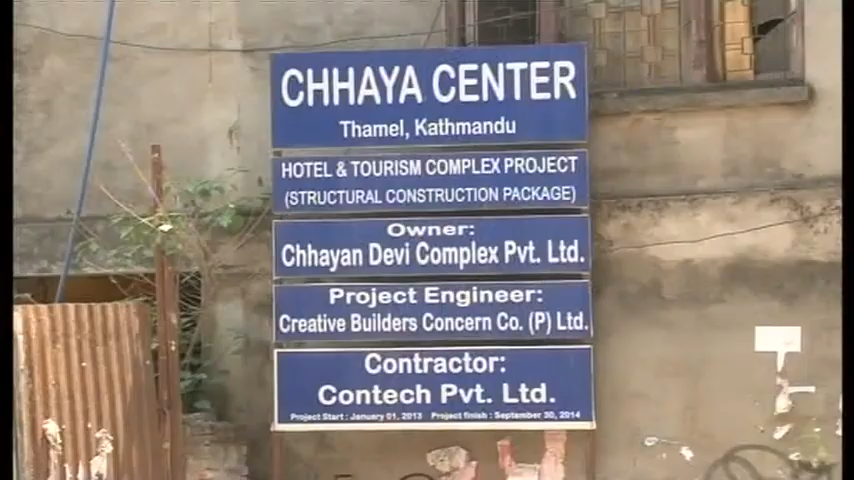 CHHAYA CENTER
Thamel, Kathmandu
HOTEL & TOURISM COMPLEX PROJECT
(STRUCTURAL CONSTRUCTION PACKAGE)
OWNER:
Chhayan Devi Complex Pvt. Ltd.
Project Engineer:
Creative Builders Concern Co. (P) Ltd.
Contractor:
Contech Pvt. Ltd.
Project Start: January 01, 2013 Project finish : September 30, 2014